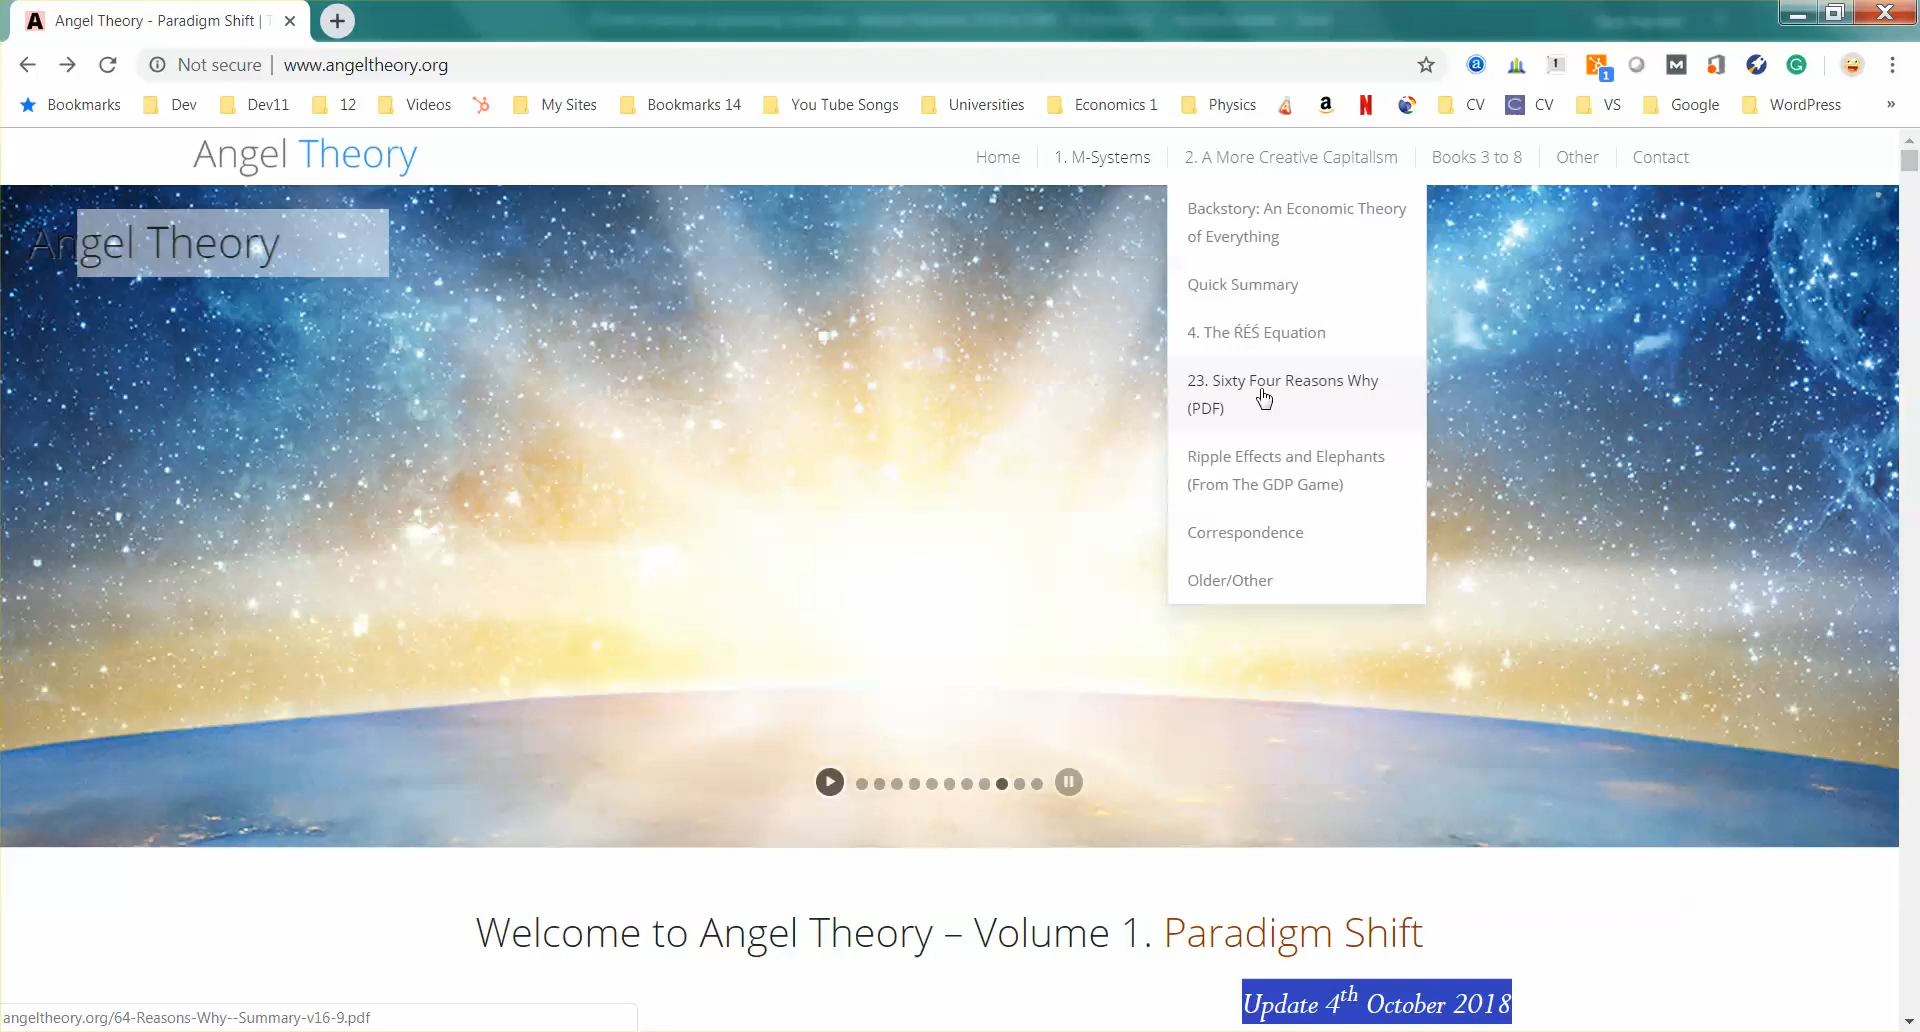 Angel Theory - Paradigm Shift | T
Not secure | www.angeltheory.org
1
1
M
G
Bookmarks Dev Dev11 12 Videos My Sites Bookmarks 14 You Tube Songs Universities Economics 1 Physics a N CV C CV VS Google WordPress »
Angel Theory
Home 1. M-Systems 2. A More Creative Capitalism Books 3 to 8 Other Contact
Angel Theory
Backstory: An Economic Theory
of Everything
Quick Summary
4. The ŔÉŚ Equation
23. Sixty Four Reasons Why
(PDF)
Ripple Effects and Elephants
(From The GDP Game)
Correspondence
Older/Other
Welcome to Angel Theory – Volume 1. Paradigm Shift
Update 4th October 2018
angeltheory.org/64-Reasons-Why--Summary-v16-9.pdf